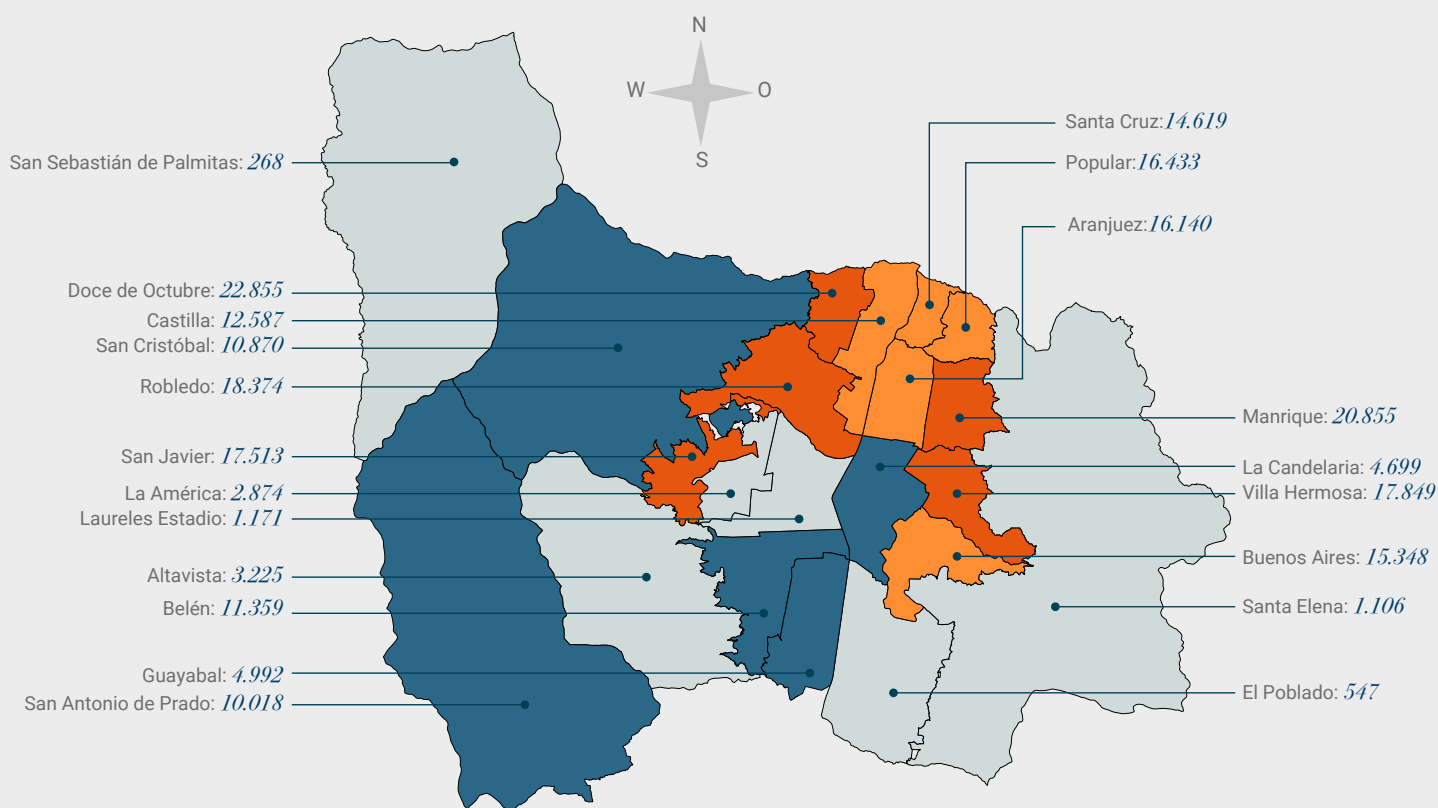 N
W
O
S
San Sebastián de Palmitas: 268
Doce de Octubre: 22.855
Castilla: 12.587
San Cristóbal: 10.870
Robledo: 18.374
San Javier: 17.513
La América: 2.874
Laureles Estadio: 1.171
Altavista: 3.225
Belén: 11.359
Guayabal: 4.992
San Antonio de Prado: 10.018
Santa Cruz:14.619
Popular:16.433
Aranjuez:16.140
Manrique: 20.855
La Candelaria: 4.699
Villa Hermosa: 17.849
Buenos Aires: 15.348
Santa Elena: 1.106
El Poblado: 547